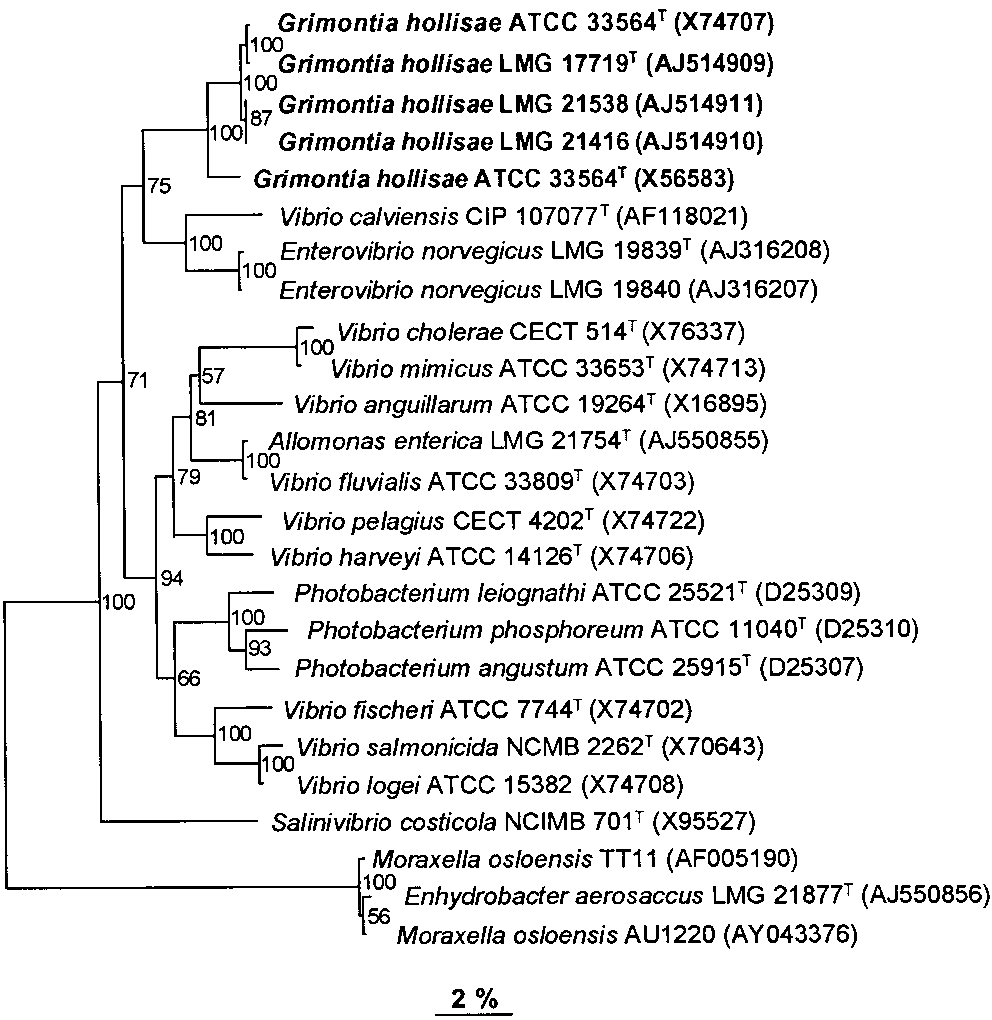 Grimontia hollisae ATCC 33564ᵀ (X74707)
100
Grimontia hollisae LMG 17719ᵀ (AJ514909)
100
Grimontia hollisae LMG 21538 (AJ514911)
87
100
Grimontia hollisae LMG 21416 (AJ514910)
Grimontia hollisae ATCC 33564ᵀ (X56583)
75
Vibrio calviensis CIP 107077ᵀ (AF118021)
100
Enterovibrio norvegicus LMG 19839ᵀ (AJ316208)
100
Enterovibrio norvegicus LMG 19840 (AJ316207)
Vibrio cholerae CECT 514ᵀ (X76337)
100
Vibrio mimicus ATCC 33653ᵀ (X74713)
57
71
Vibrio anguillarum ATCC 19264ᵀ (X16895)
81
Allomonas enterica LMG 21754ᵀ (AJ550855)
100
79
Vibrio fluvialis ATCC 33809ᵀ (X74703)
Vibrio pelagius CECT 4202ᵀ (X74722)
100
Vibrio harveyi ATCC 14126ᵀ (X74706)
94
Photobacterium leiognathi ATCC 25521ᵀ (D25309)
100
100
Photobacterium phosphoreum ATCC 11040ᵀ (D25310)
93
Photobacterium angustum ATCC 25915ᵀ (D25307)
66
Vibrio fischeri ATCC 7744ᵀ (X74702)
100
Vibrio salmonicida NCMB 2262ᵀ (X70643)
100
Vibrio logei ATCC 15382 (X74708)
Salinivibrio costicola NCIMB 701ᵀ (X95527)
Moraxella osloensis TT11 (AF005190)
100
Enhydrobacter aerosaccus LMG 21877ᵀ (AJ550856)
56
Moraxella osloensis AU1220 (AY043376)
2 %